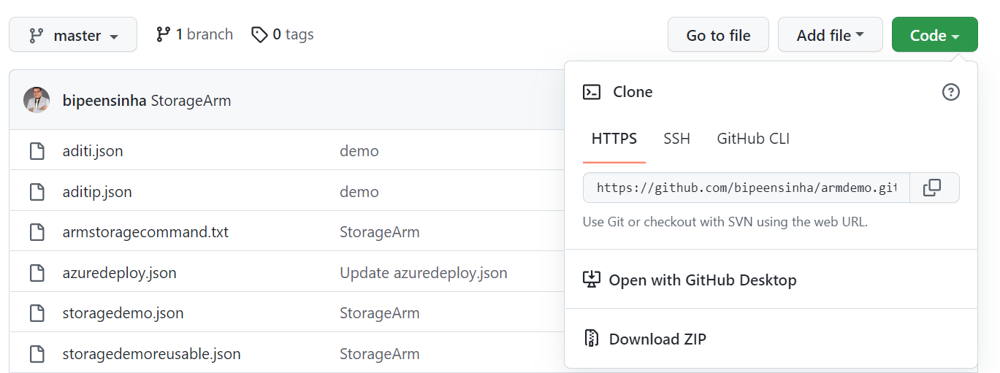 master
1 branch
0 tags
Go to file
Add file
Code
bipeensinha StorageArm
aditi.json demo
aditip.json demo
armstoragecommand.txt StorageArm
azuredeploy.json Update azuredeploy.json
storagedemo.json StorageArm
storagedemoreusable.json StorageArm
Clone
HTTPS SSH GitHub CLI
https://github.com/bipeensinha/armdemo.git
Use Git or checkout with SVN using the web URL.
Open with GitHub Desktop
Download ZIP